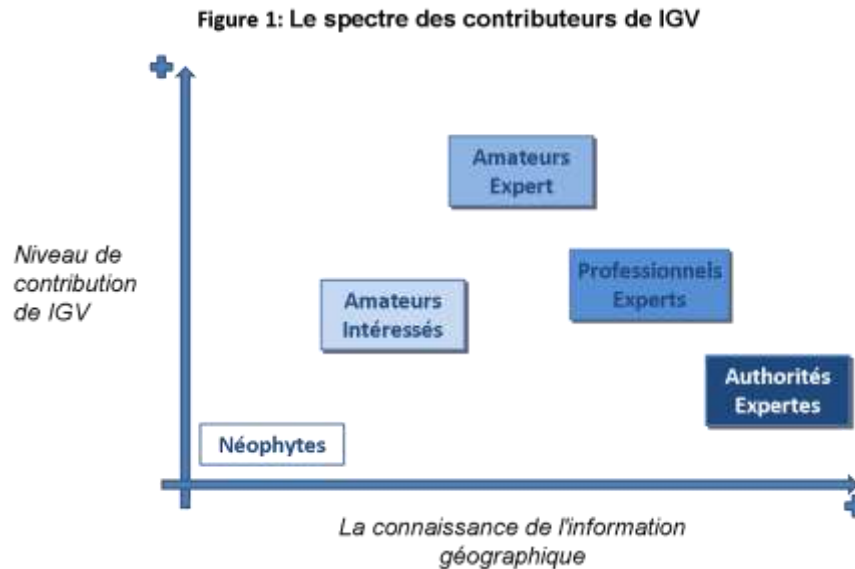 Figure 1: Le spectre des contributeurs de IGV
Amateurs
Expert
Niveau de
contribution
de IGV
Professionnels
Experts
Amateurs
Intéressés
Authorités
Expertes
Néophytes
La connaissance de l'information
géographique